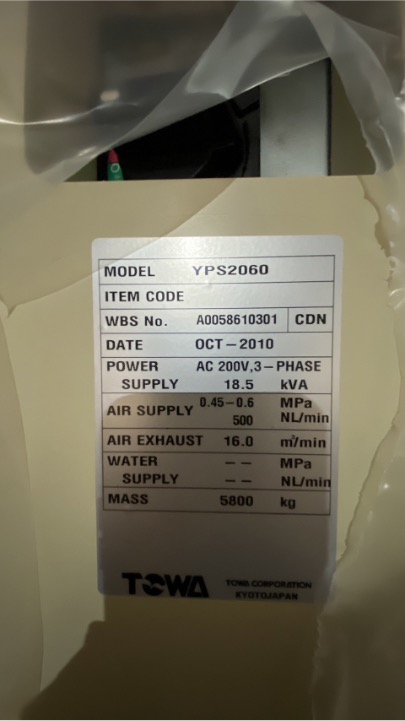 MODEL YPS2060
ITEM CODE
WBS No. A0058610301 CDN
DATE OCT-2010
POWER SUPPLY AC 200V,3-PHASE
18.5 kVA
AIR SUPPLY 0.45-0.6 MPa
500 NL/min
AIR EXHAUST 16.0 m³/min
WATER SUPPLY -- MPa
-- NL/min
MASS 5800 kg
TOWA TOWA CORPORATION
KYOTO JAPAN